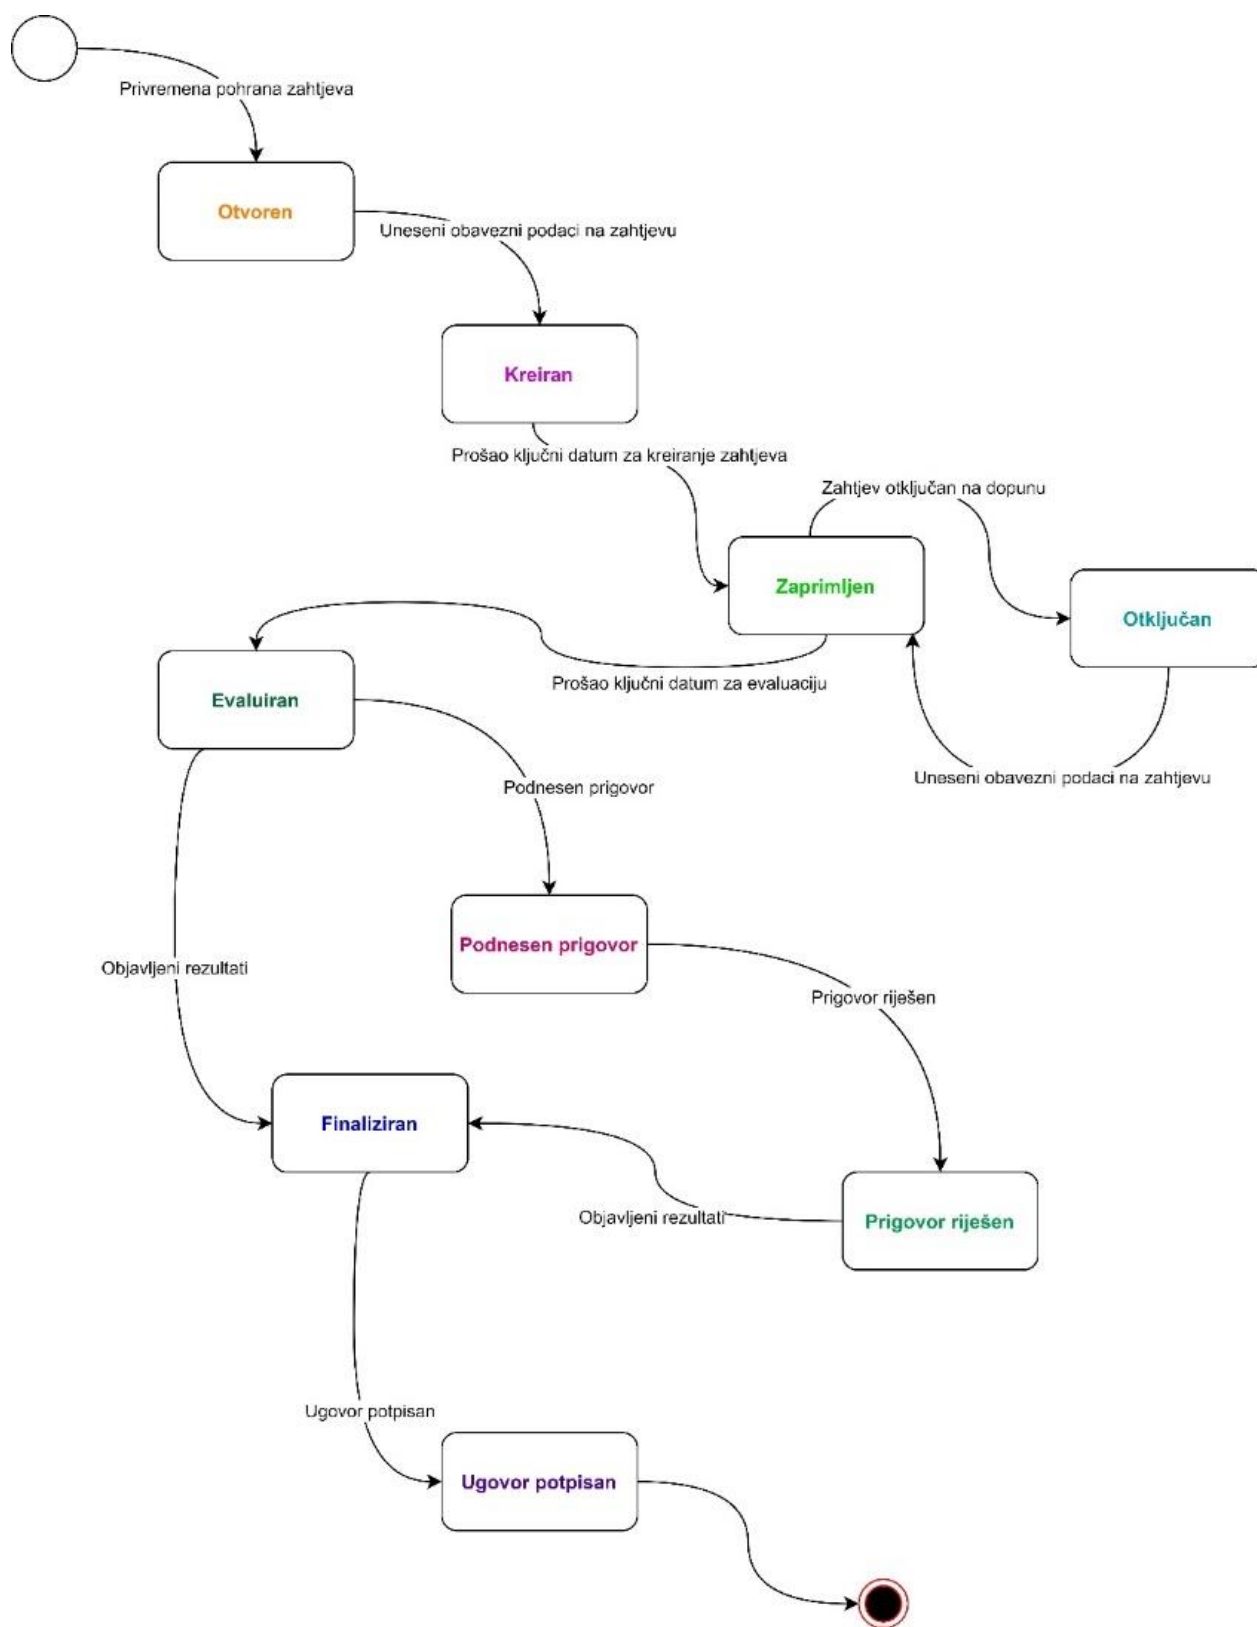 Privremena pohrana zahtjeva
Otvoren
Uneseni obavezni podaci na zahtjevu
Kreiran
Prošao ključni datum za kreiranje zahtjeva
Zahtjev otključan na dopunu
Zaprimljen
Otključan
Prošao ključni datum za evaluaciju
Evaluiran
Uneseni obavezni podaci na zahtjevu
Podnesen prigovor
Podnesen prigovor
Objavljeni rezultati
Prigovor riješen
Finaliziran
Objavljeni rezultati
Prigovor riješen
Ugovor potpisan
Ugovor potpisan